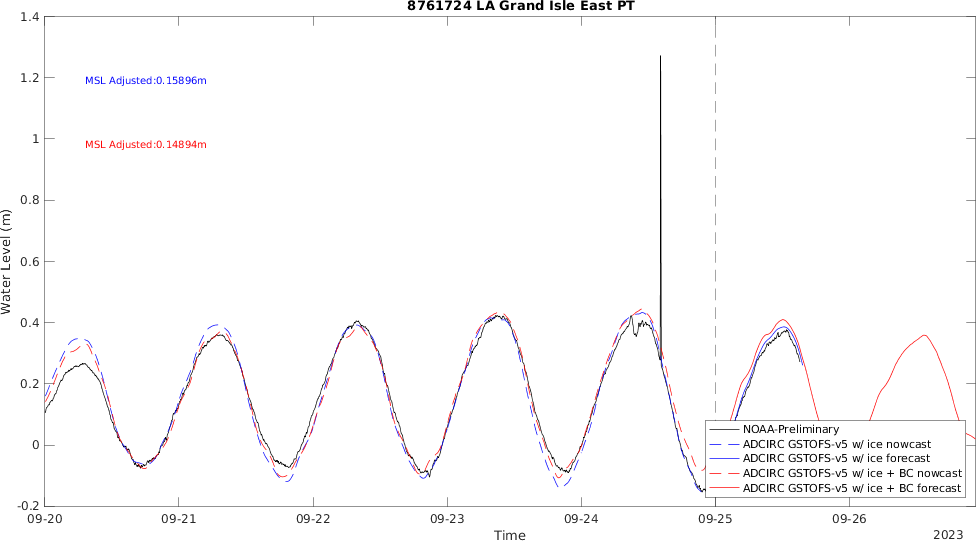 8761724 LA Grand Isle East PT
1.4
1.2
1
0.8
0.6
0.4
0.2
0
-0.2
Water Level (m)
MSL Adjusted:0.15896m
MSL Adjusted:0.14894m
NOAA-Preliminary
ADCIRC GSTOFS-v5 w/ ice nowcast
ADCIRC GSTOFS-v5 w/ ice forecast
ADCIRC GSTOFS-v5 w/ ice + BC nowcast
ADCIRC GSTOFS-v5 w/ ice + BC forecast
09-20 09-21 09-22 09-23 09-24 09-25 09-26
Time
2023